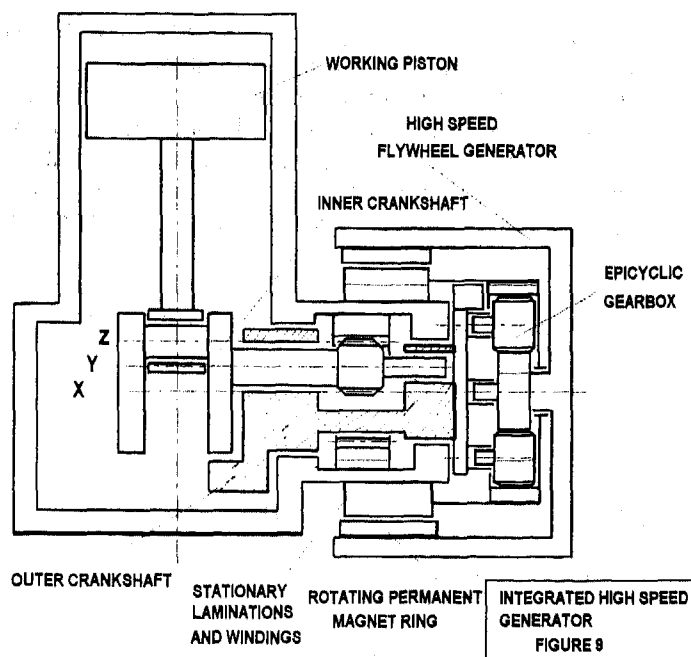 WORKING PISTON
HIGH SPEED
FLYWHEEL GENERATOR
INNER CRANKSHAFT
EPICYCLIC
GEARBOX
Z
Y
X
OUTER CRANKSHAFT
STATIONARY
LAMINATIONS
AND WINDINGS
ROTATING PERMANENT
MAGNET RING
INTEGRATED HIGH SPEED
GENERATOR
FIGURE 9